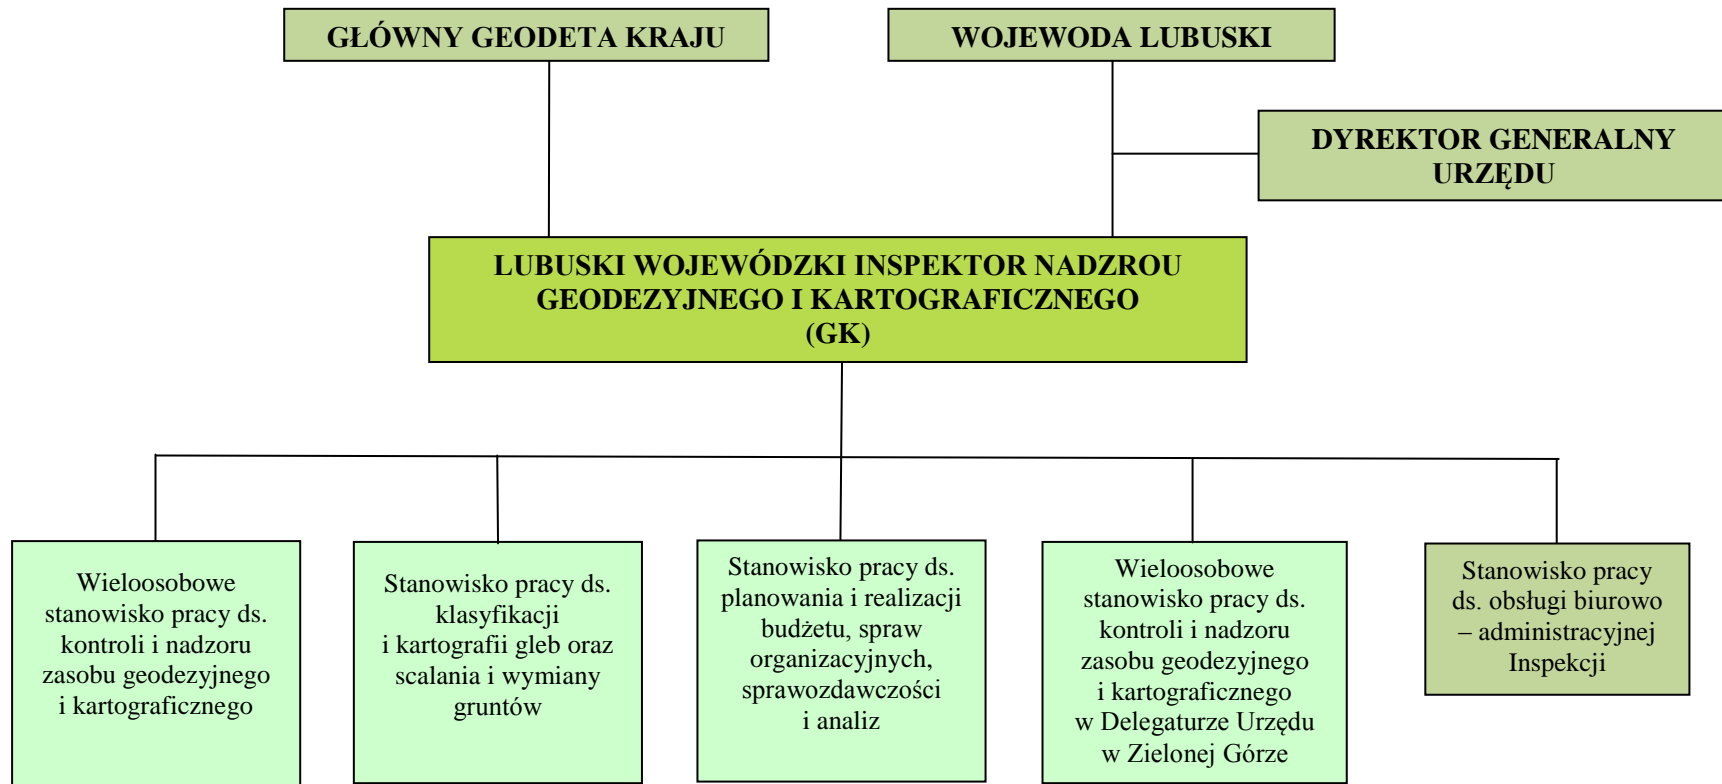 GŁÓWNY GEODETA KRAJU
WOJEWODA LUBUSKI
DYREKTOR GENERALNY
URZĘDU
LUBUSKI WOJEWÓDZKI INSPEKTOR NADZROU
GEODEZYJNEGO I KARTOGRAFICZNEGO
(GK)
Wieloosobowe
stanowisko pracy ds.
kontroli i nadzoru
zasobu geodezyjnego
i kartograficznego
Stanowisko pracy ds.
klasyfikacji
i kartografii gleb oraz
scalania i wymiany
gruntów
Stanowisko pracy ds.
planowania i realizacji
budżetu, spraw
organizacyjnych,
sprawozdawczości
i analiz
Wieloosobowe
stanowisko pracy ds.
kontroli i nadzoru
zasobu geodezyjnego
i kartograficznego
w Delegaturze Urzędu
w Zielonej Górze
Stanowisko pracy
ds. obsługi biurowo
– administracyjnej
Inspekcji